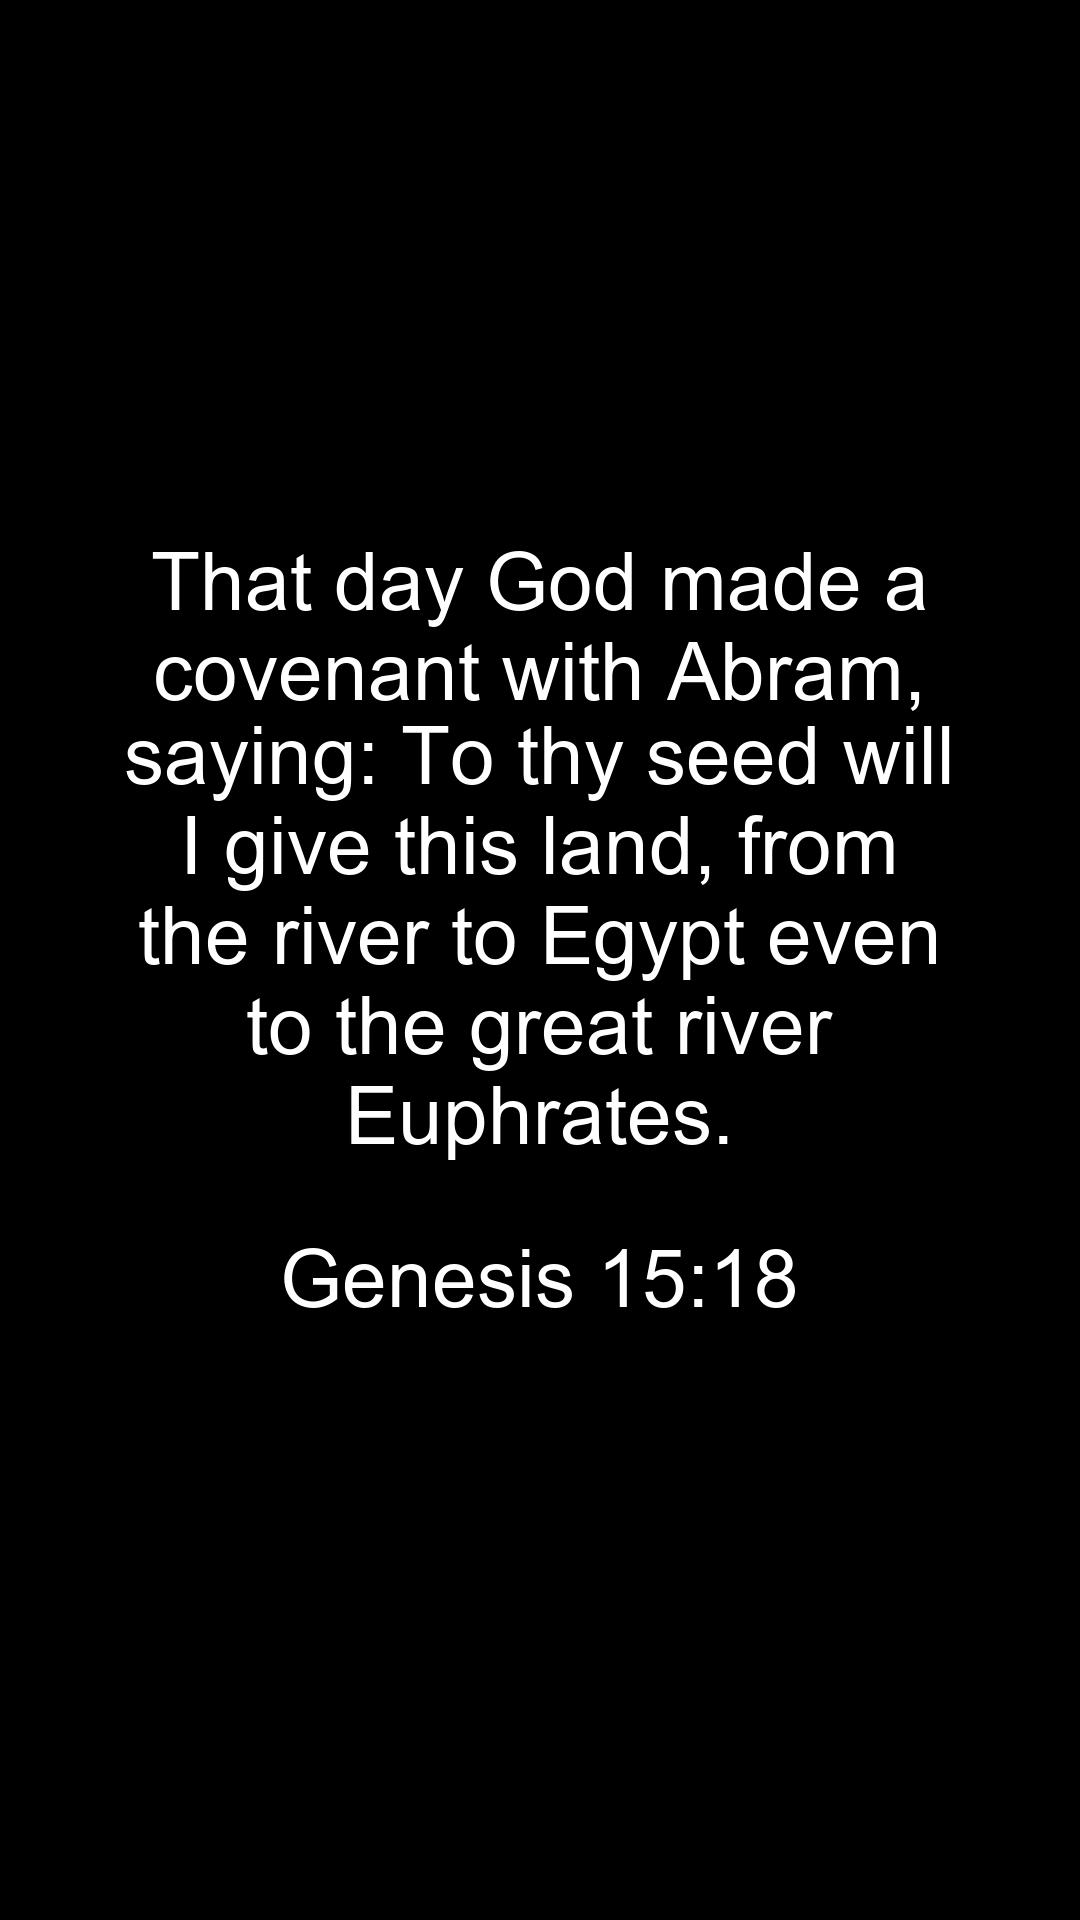 That day God made a
covenant with Abram,
saying: To thy seed will
I give this land, from
the river to Egypt even
to the great river
Euphrates.
Genesis 15:18